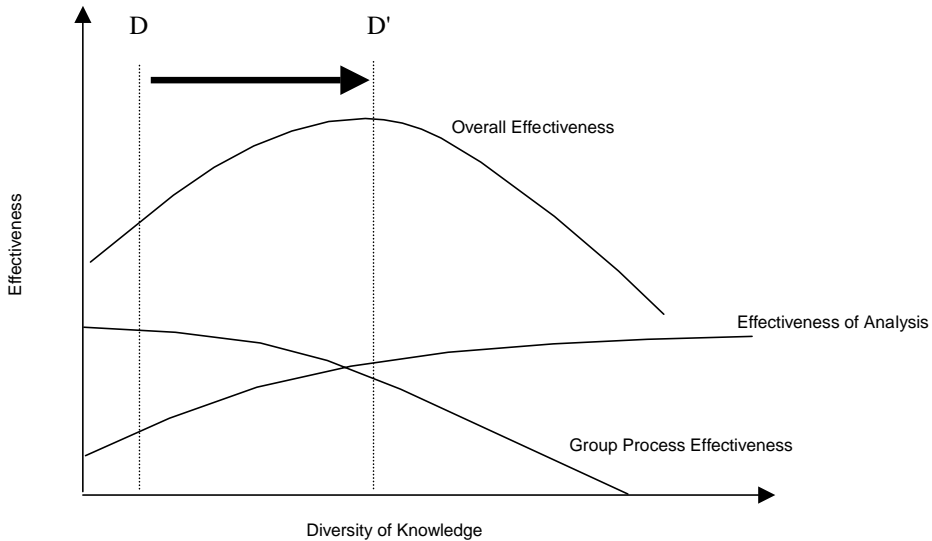 D
D'
Overall Effectiveness
Effectiveness
Effectiveness of Analysis
Group Process Effectiveness
Diversity of Knowledge